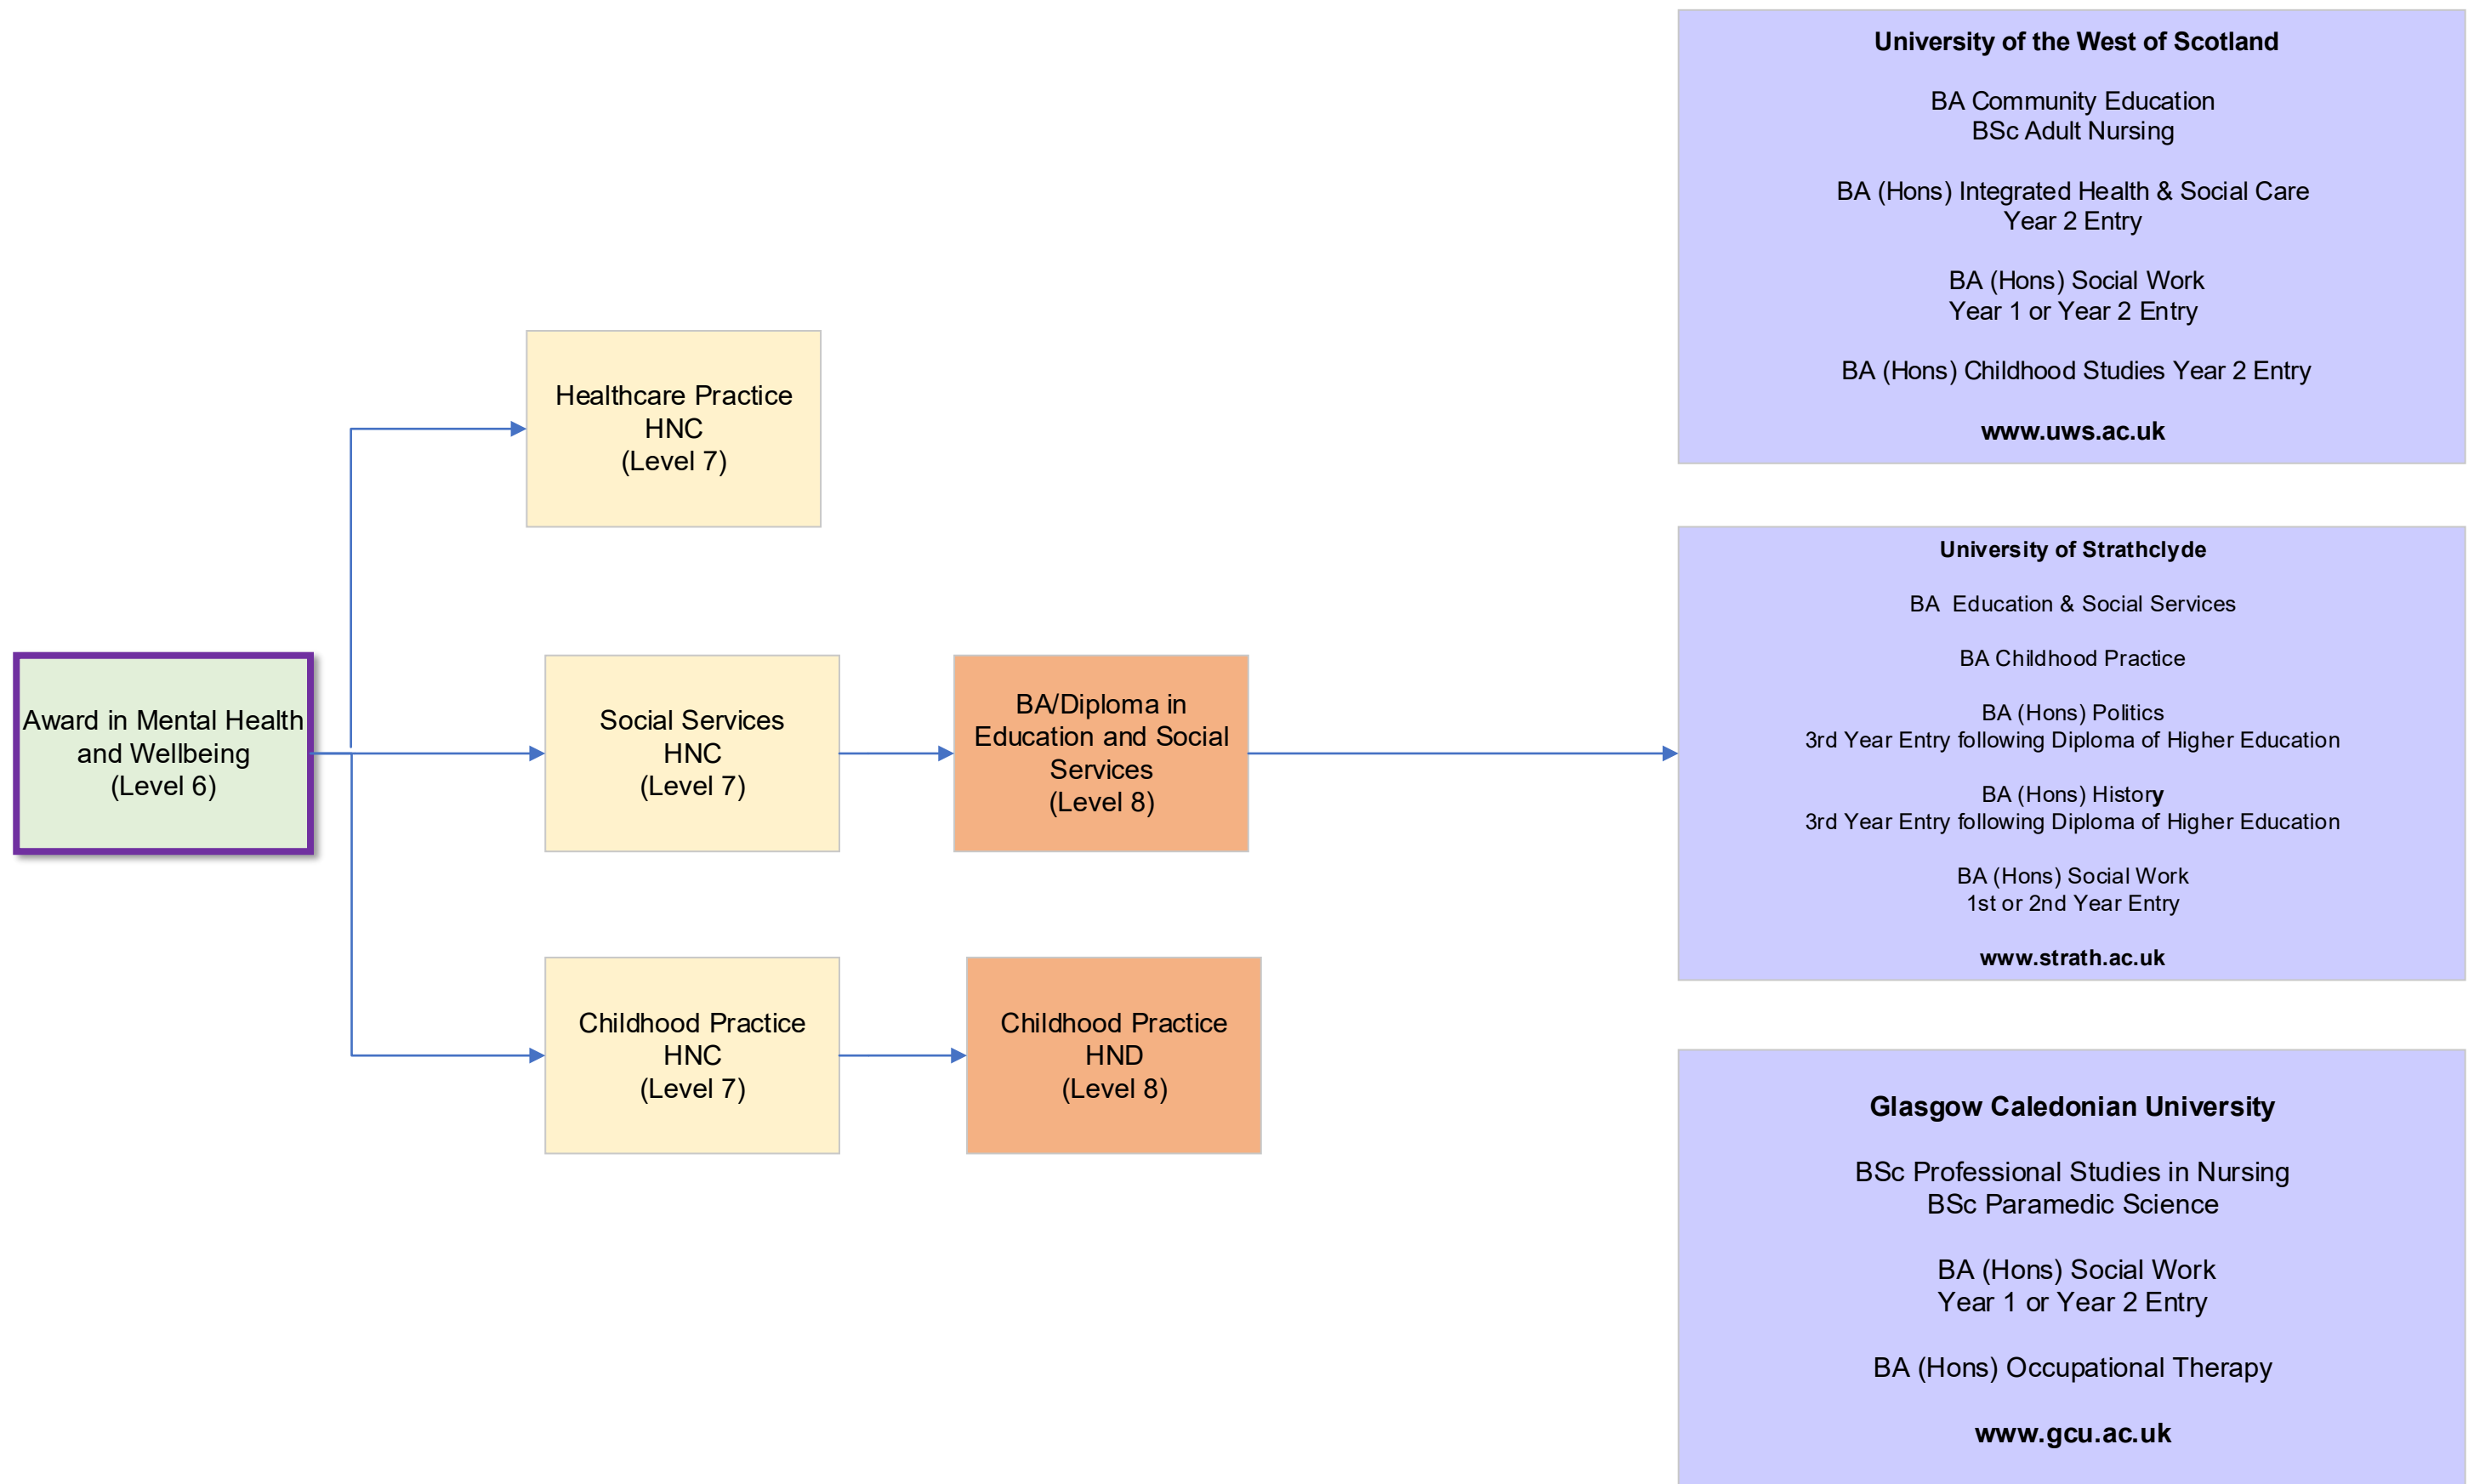 Award in Mental Health
and Wellbeing
(Level 6)
Healthcare Practice
HNC
(Level 7)
Social Services
HNC
(Level 7)
Childhood Practice
HNC
(Level 7)
BA/Diploma in
Education and Social
Services
(Level 8)
Childhood Practice
HND
(Level 8)
University of the West of Scotland
BA Community Education
BSc Adult Nursing
BA (Hons) Integrated Health & Social Care
Year 2 Entry
BA (Hons) Social Work
Year 1 or Year 2 Entry
BA (Hons) Childhood Studies Year 2 Entry
www.uws.ac.uk
University of Strathclyde
BA  Education & Social Services
BA Childhood Practice
BA (Hons) Politics
3rd Year Entry following Diploma of Higher Education
BA (Hons) History
3rd Year Entry following Diploma of Higher Education
BA (Hons) Social Work
1st or 2nd Year Entry
www.strath.ac.uk
Glasgow Caledonian University
BSc Professional Studies in Nursing
BSc Paramedic Science
BA (Hons) Social Work
Year 1 or Year 2 Entry
BA (Hons) Occupational Therapy
www.gcu.ac.uk